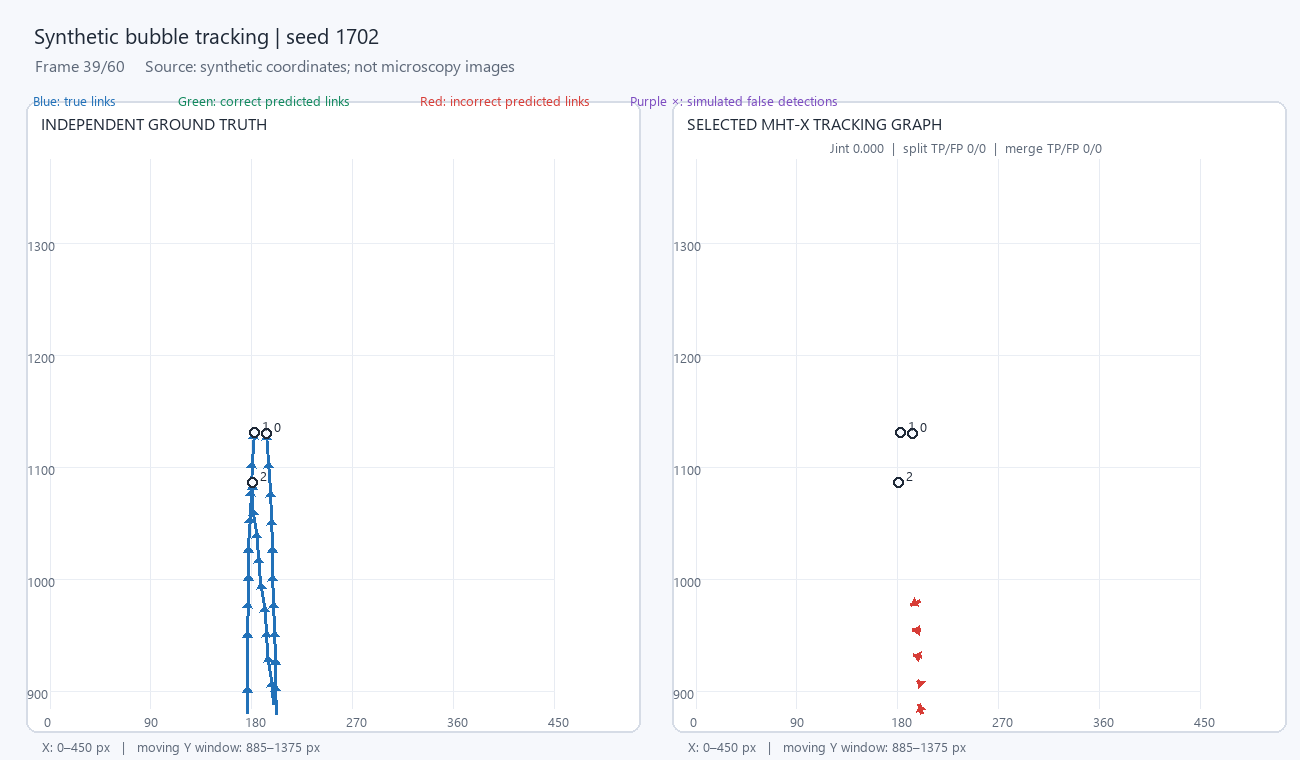 Synthetic bubble tracking | seed 1702
Frame 39/60 Source: synthetic coordinates; not microscopy images
Blue: true links Green: correct predicted links Red: incorrect predicted links Purple ×: simulated false detections
INDEPENDENT GROUND TRUTH
1300
1200
1100
1000
900
1 0
2
0 90 180 270 360 450
X: 0–450 px | moving Y window: 885–1375 px
SELECTED MHT-X TRACKING GRAPH
Jint 0.000 | split TP/FP 0/0 | merge TP/FP 0/0
1300
1200
1100
1000
900
1 0
2
0 90 180 270 360 450
X: 0–450 px | moving Y window: 885–1375 px